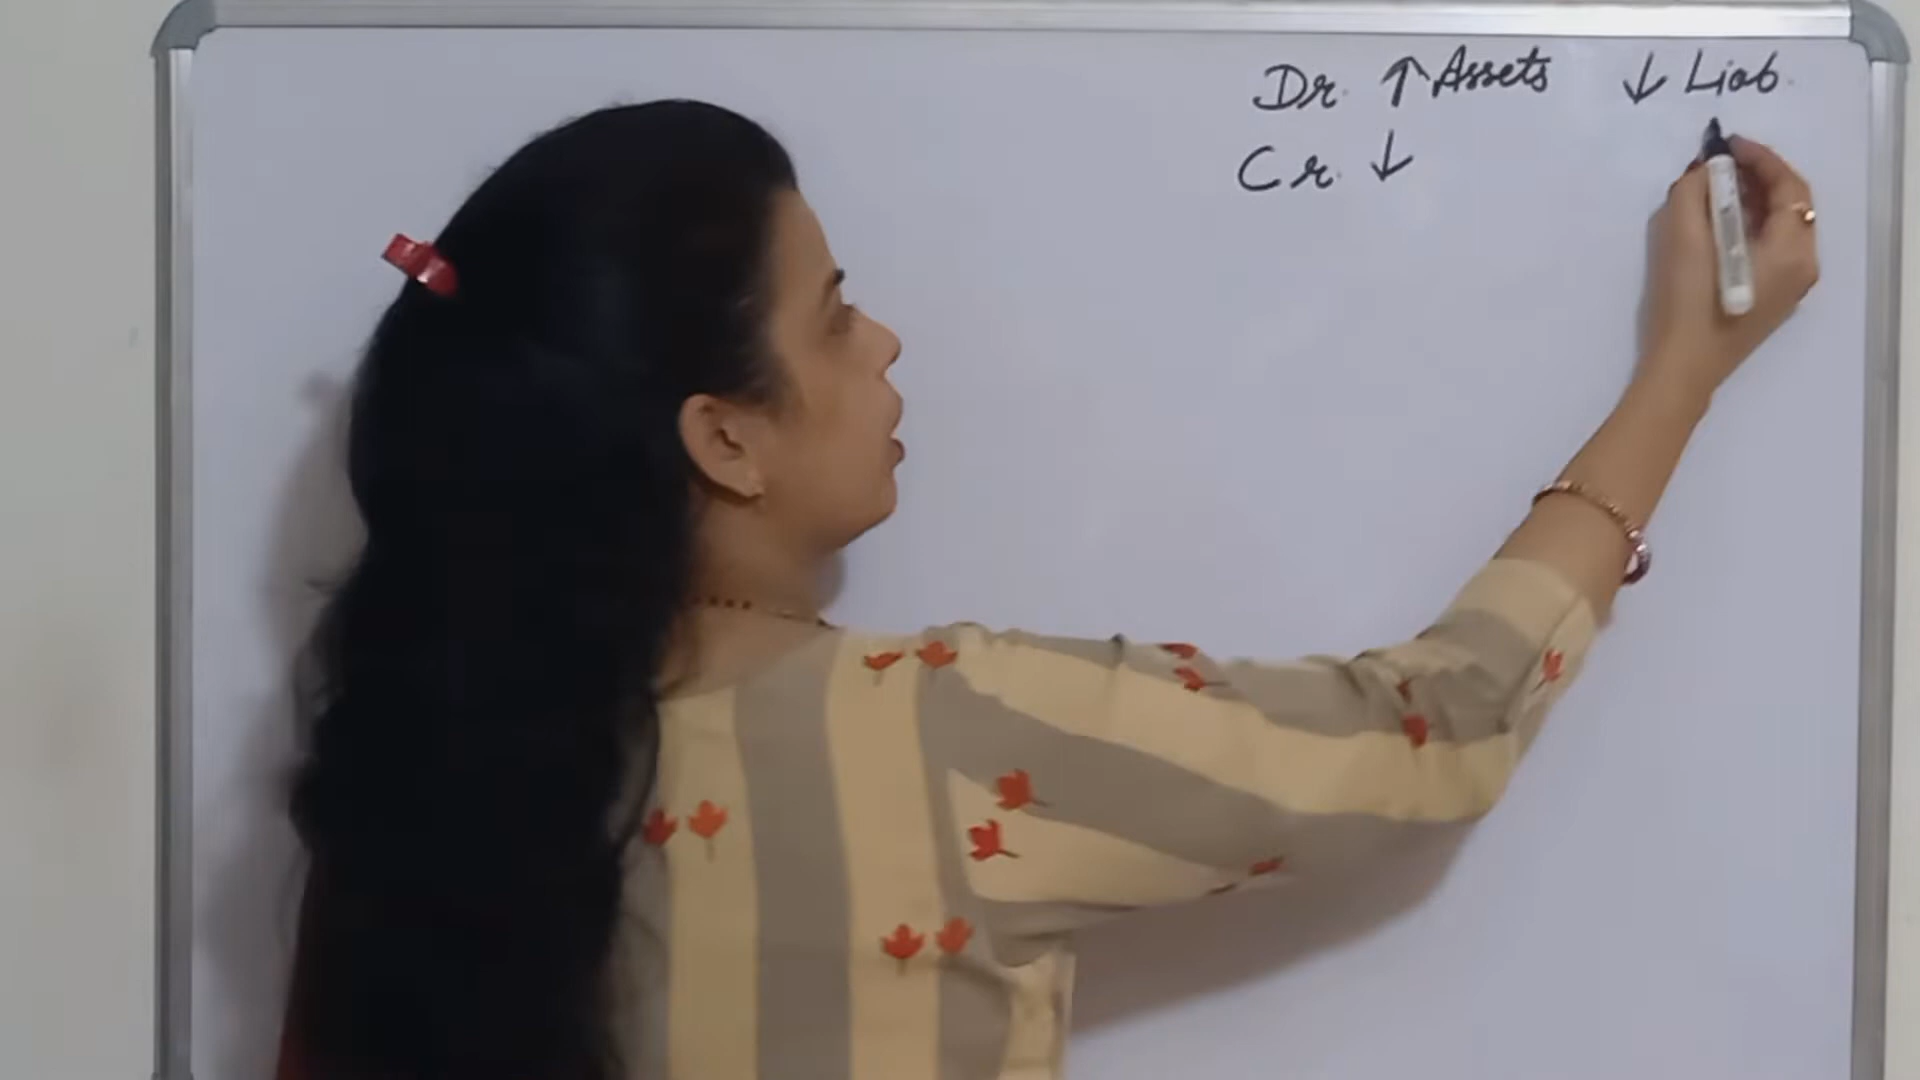 Dr. ↑ Assets ↓ Liab.
Cr. ↓